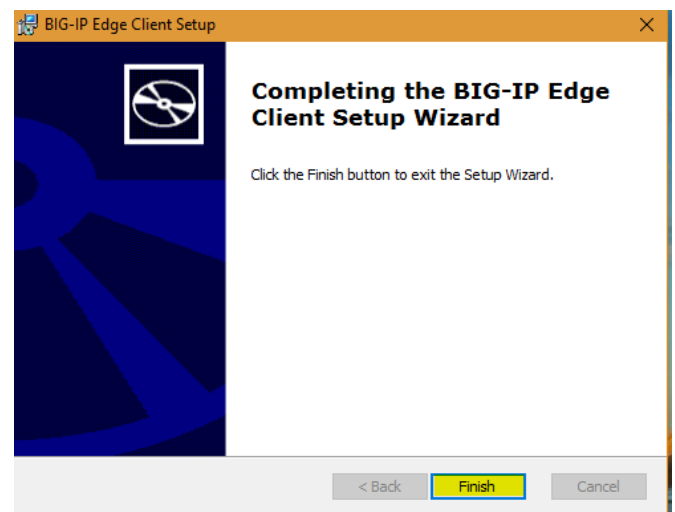 BIG-IP Edge Client Setup
Completing the BIG-IP Edge
Client Setup Wizard
Click the Finish button to exit the Setup Wizard.
< Back Finish Cancel